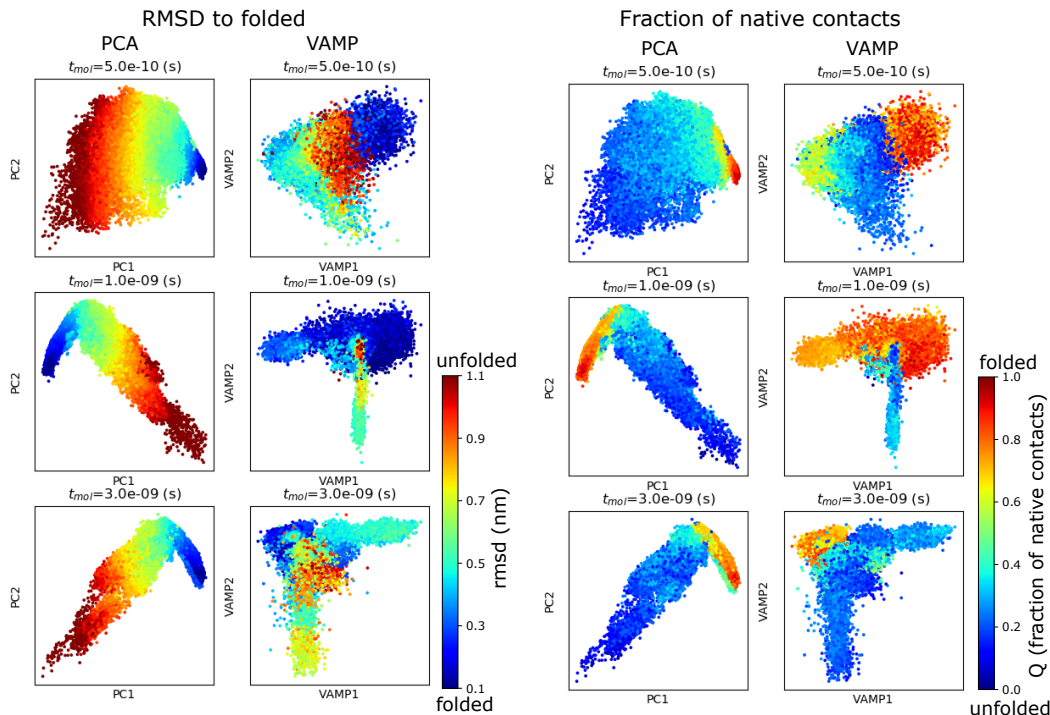 RMSD to folded
Fraction of native contacts
PCA
VAMP
PCA
VAMP
t_mol=5.0e-10 (s)
t_mol=5.0e-10 (s)
t_mol=5.0e-10 (s)
t_mol=5.0e-10 (s)
PC2
VAMP2
PC2
VAMP2
PC1
VAMP1
PC1
VAMP1
t_mol=1.0e-09 (s)
t_mol=1.0e-09 (s)
t_mol=1.0e-09 (s)
t_mol=1.0e-09 (s)
PC2
VAMP2
PC2
VAMP2
PC1
VAMP1
PC1
VAMP1
t_mol=3.0e-09 (s)
t_mol=3.0e-09 (s)
t_mol=3.0e-09 (s)
t_mol=3.0e-09 (s)
PC2
VAMP2
PC2
VAMP2
PC1
VAMP1
PC1
VAMP1
unfolded
1.1
0.9
0.7
0.5
0.3
0.1
rmsd (nm)
folded
folded
1.0
0.8
0.6
0.4
0.2
0.0
Q (fraction of native contacts)
unfolded